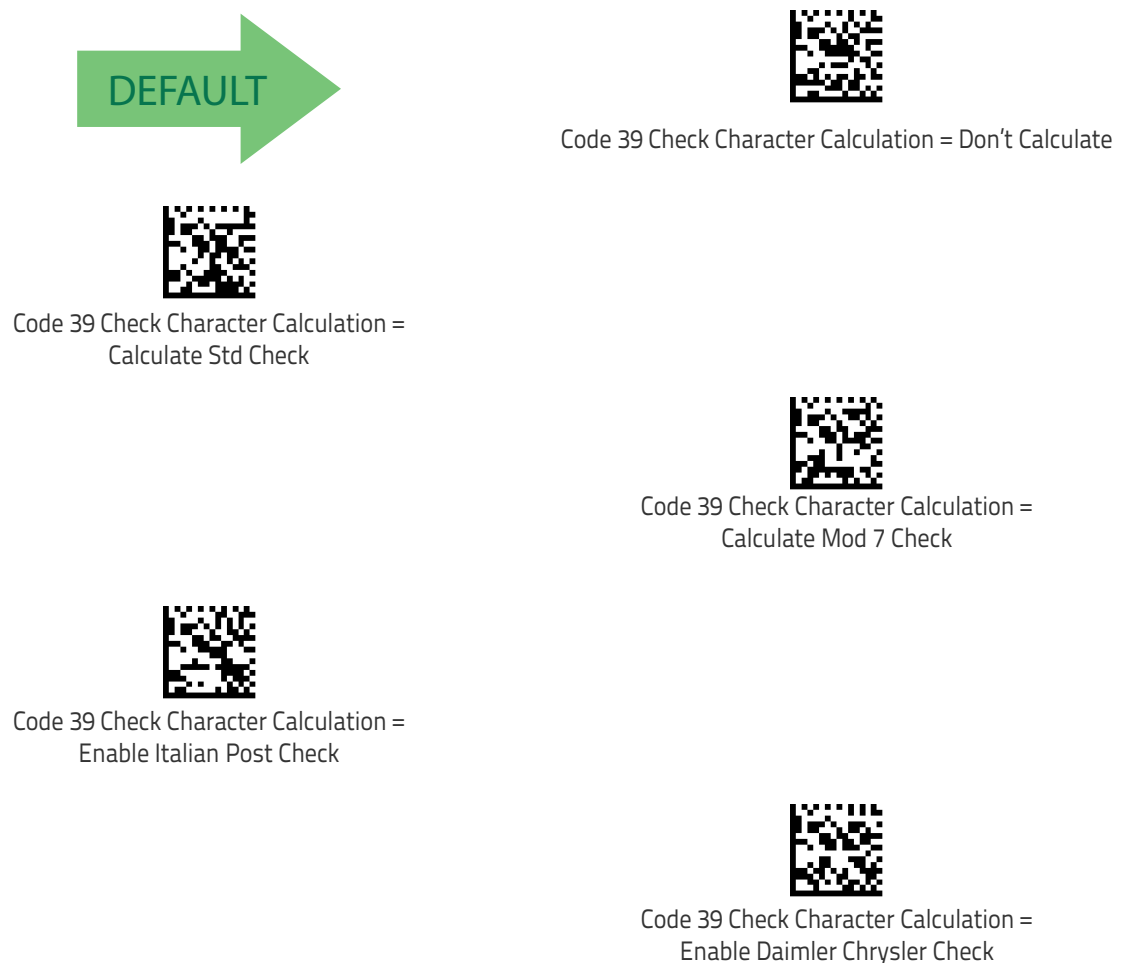 DEFAULT
Code 39 Check Character Calculation = Don’t Calculate
Code 39 Check Character Calculation =
Calculate Std Check
Code 39 Check Character Calculation =
Calculate Mod 7 Check
Code 39 Check Character Calculation =
Enable Italian Post Check
Code 39 Check Character Calculation =
Enable Daimler Chrysler Check